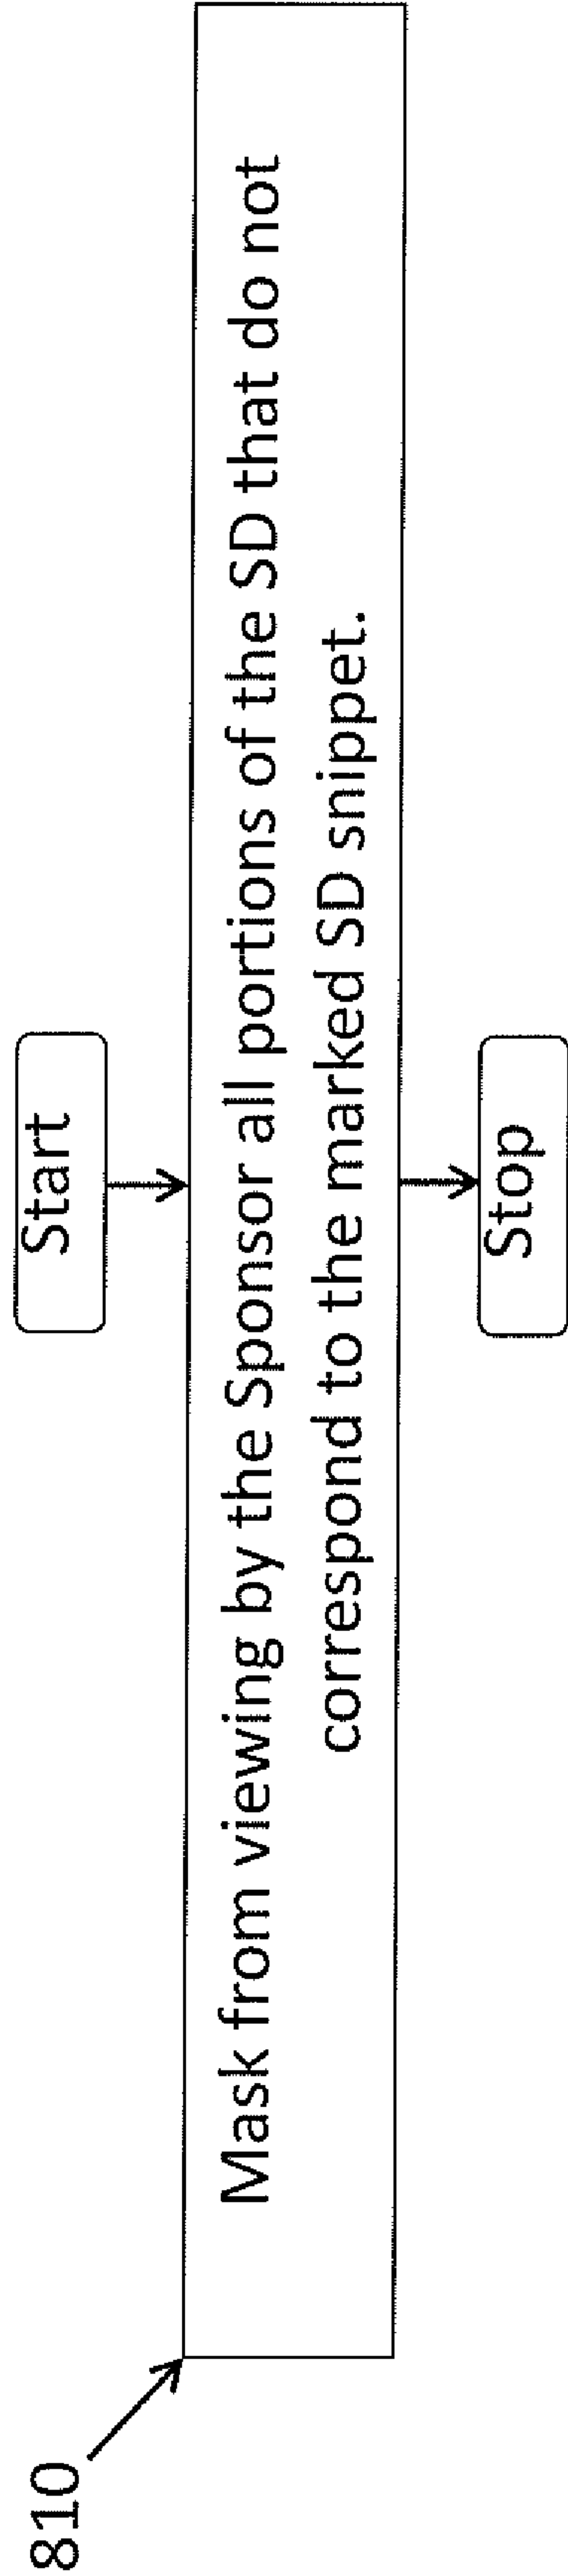 810
Start
Mask from viewing by the Sponsor all portions of the SD that do not
correspond to the marked SD snippet.
Stop